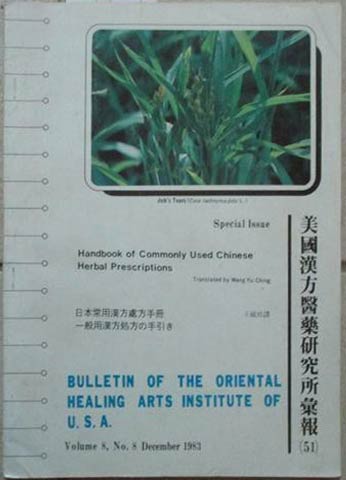 Job's Tears (Coix lachryma-jobi L.)
Special Issue
Handbook of Commonly Used Chinese
Herbal Prescriptions
Translated by Wang Yu-Ching
日本常用漢方處方手冊
一般用漢方処方の手引き
BULLETIN OF THE ORIENTAL
HEALING ARTS INSTITUTE OF
U.S.A.
Volume 8, No. 8 December 1983
美國漢方醫藥研究所彙報
(51)